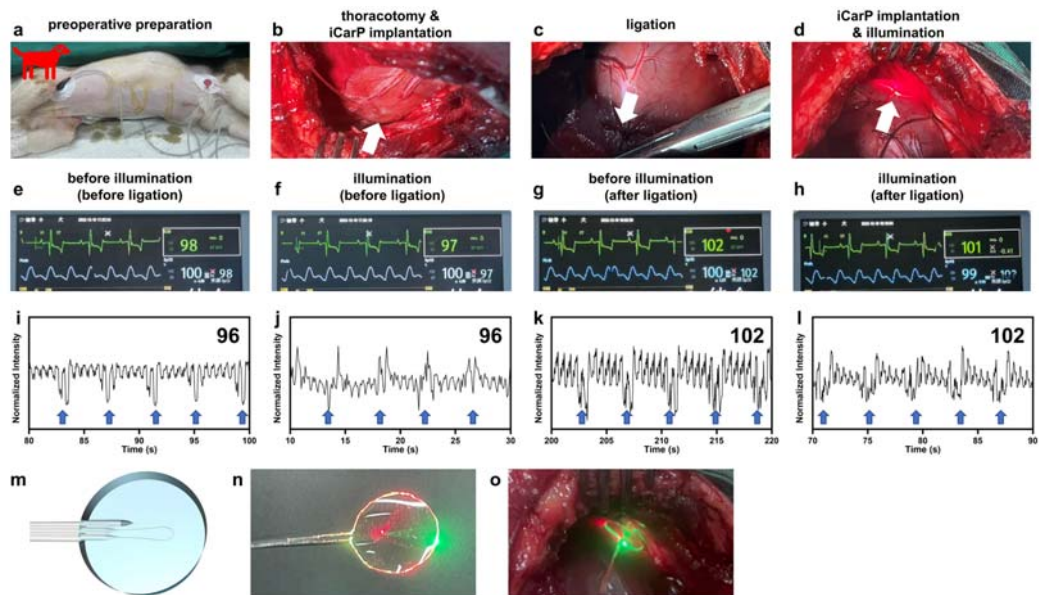 a preoperative preparation
b thoracotomy &
iCarP implantation
c ligation
d iCarP implantation
& illumination
e before illumination
(before ligation)
f illumination
(before ligation)
g before illumination
(after ligation)
h illumination
(after ligation)
98
100 98
97
100 97
102
100 102
101
99 102
i 96
Normalized Intensity
80 85 90 95 100
Time (s)
j 96
Normalized Intensity
10 15 20 25 30
Time (s)
k 102
Normalized Intensity
200 205 210 215 220
Time (s)
l 102
Normalized Intensity
70 75 80 85 90
Time (s)
m
n
o